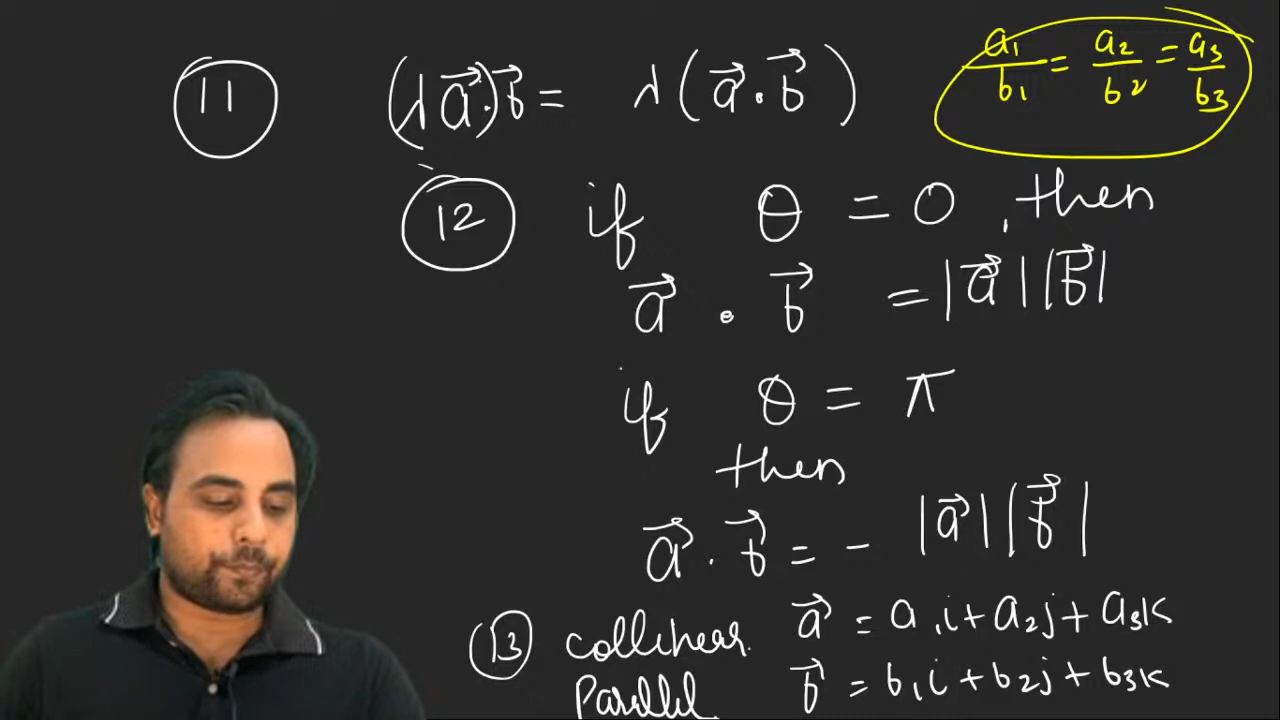 (11) (λa⃗).b⃗ = λ(a⃗.b⃗)
a1/b1 = a2/b2 = a3/b3
(12) if θ = 0, then
a⃗ . b⃗ = |a⃗||b⃗|
if θ = π
then
a⃗ . b⃗ = - |a⃗||b⃗|
(13) collinear a⃗ = a1i + a2j + a3k
Parallel b⃗ = b1i + b2j + b3k